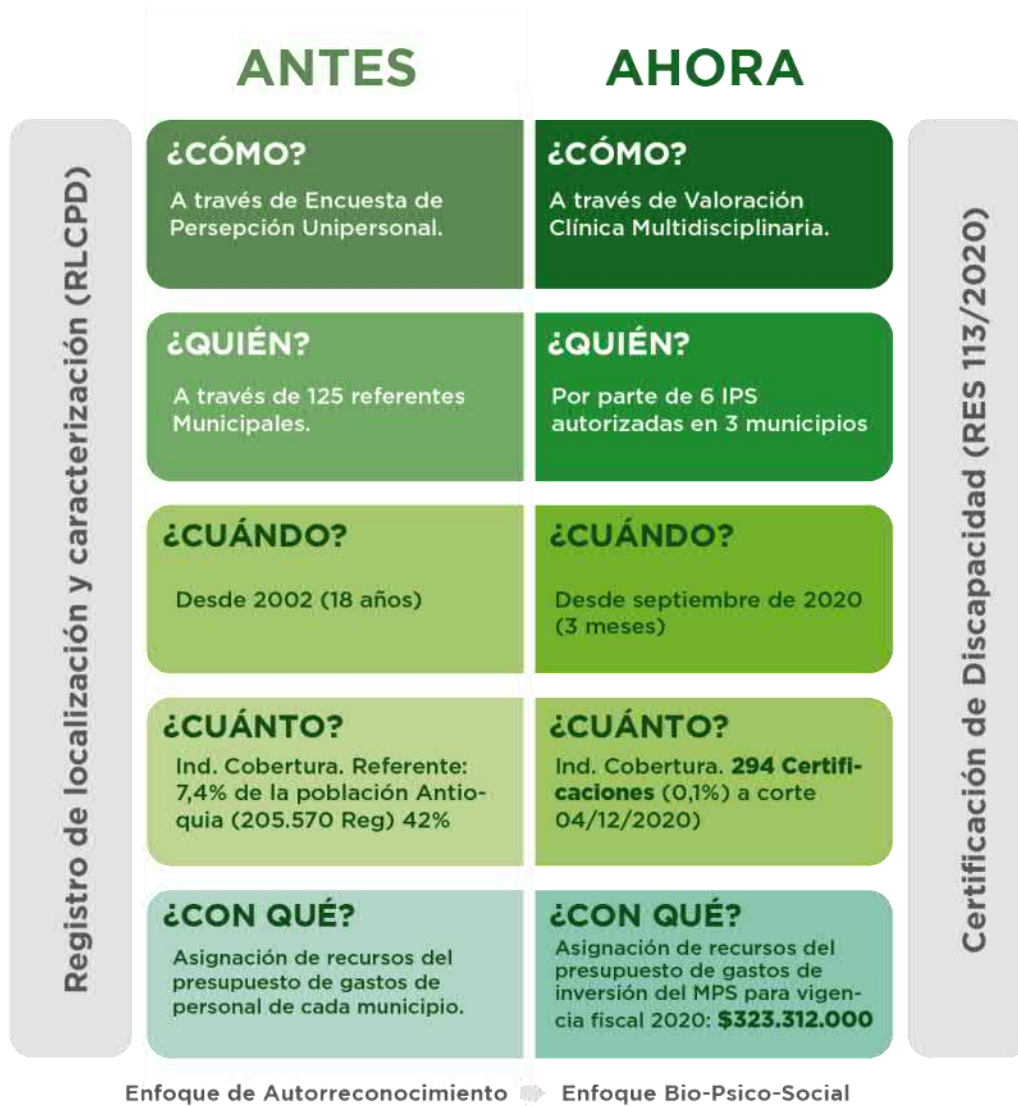 ANTES
AHORA
Registro de localización y caracterización (RLCPD)
¿CÓMO?
A través de Encuesta de
Persepción Unipersonal.
¿CÓMO?
A través de Valoración
Clínica Multidisciplinaria.
¿QUIÉN?
A través de 125 referentes
Municipales.
¿QUIÉN?
Por parte de 6 IPS
autorizadas en 3 municipios
¿CUÁNDO?
Desde 2002 (18 años)
¿CUÁNDO?
Desde septiembre de 2020
(3 meses)
¿CUÁNTO?
Ind. Cobertura. Referente:
7,4% de la población Antio-
quia (205.570 Reg) 42%
¿CUÁNTO?
Ind. Cobertura. 294 Certifi-
caciones (0,1%) a corte
04/12/2020)
¿CON QUÉ?
Asignación de recursos del
presupuesto de gastos de
personal de cada municipio.
¿CON QUÉ?
Asignación de recursos del
presupuesto de gastos de
inversión del MPS para vigen-
cia fiscal 2020: $323.312.000
Certificación de Discapacidad (RES 113/2020)
Enfoque de Autorreconocimiento
Enfoque Bio-Psico-Social